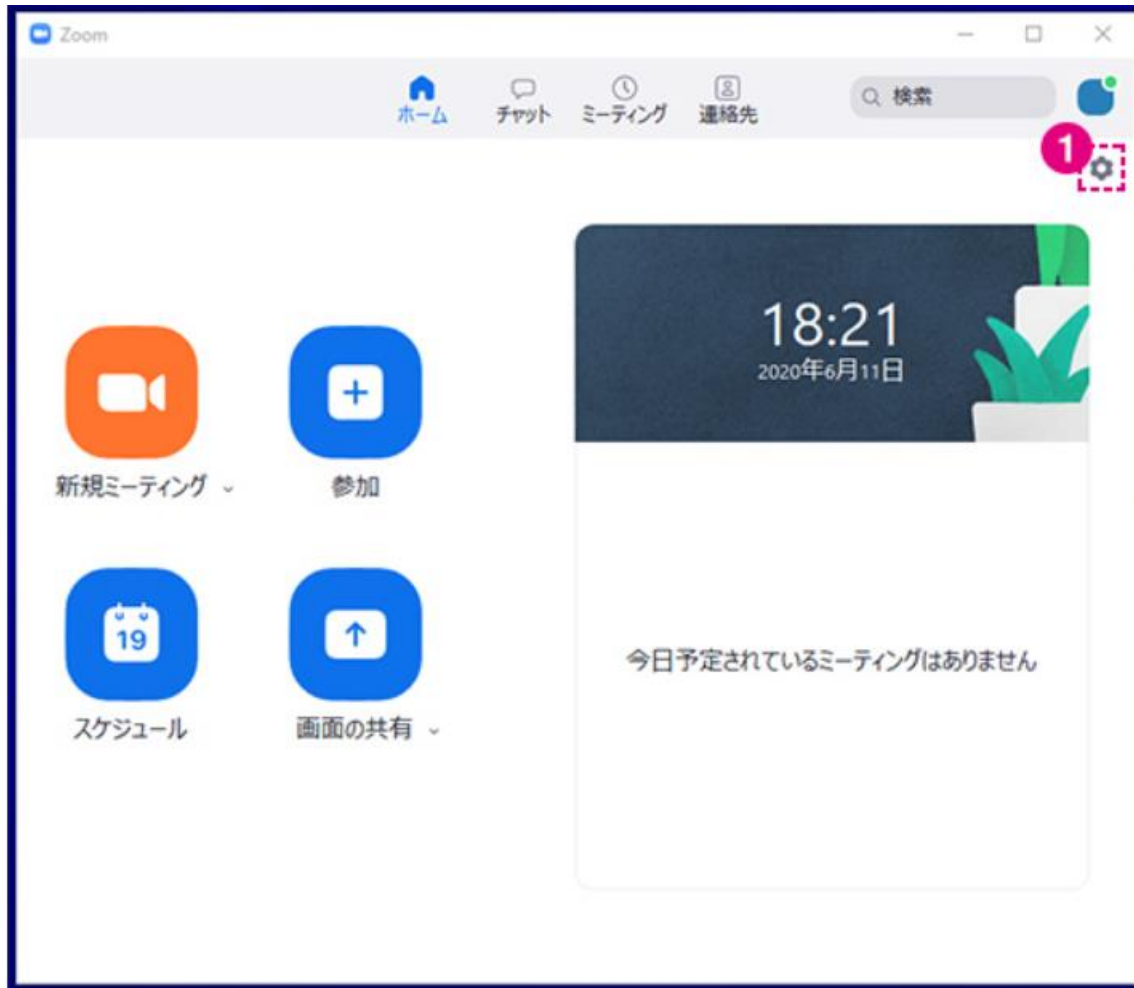 Zoom
ホーム チャット ミーティング 連絡先 検索
1
18:21
2020年6月11日
新規ミーティング 参加
19
今日予定されているミーティングはありません
スケジュール 画面の共有